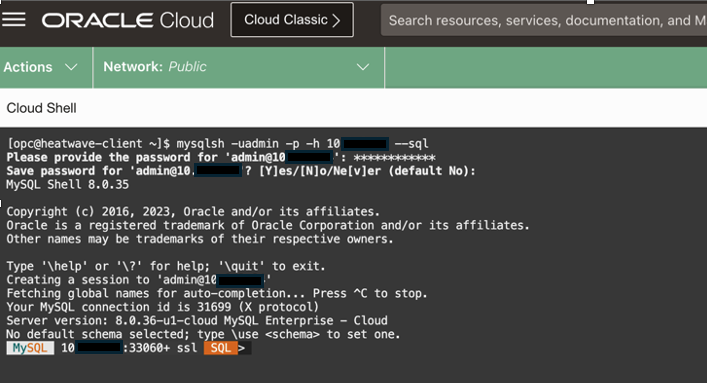 ORACLE Cloud
Cloud Classic >
Search resources, services, documentation, and M
Actions
Network: Public
Cloud Shell
[opc@heatwave-client ~]$ mysqlsh -uadmin -p -h 10 --sql
Please provide the password for 'admin@10 ': ************
Save password for 'admin@10. '? [Y]es/[N]o/Ne[v]er (default No):
MySQL Shell 8.0.35
Copyright (c) 2016, 2023, Oracle and/or its affiliates.
Oracle is a registered trademark of Oracle Corporation and/or its affiliates.
Other names may be trademarks of their respective owners.
Type '\help' or '\?' for help; '\quit' to exit.
Creating a session to 'admin@10 '
Fetching global names for auto-completion... Press ^C to stop.
Your MySQL connection id is 31699 (X protocol)
Server version: 8.0.36-u1-cloud MySQL Enterprise - Cloud
No default schema selected; type \use <schema> to set one.
MySQL 10 :33060+ ssl SQL >